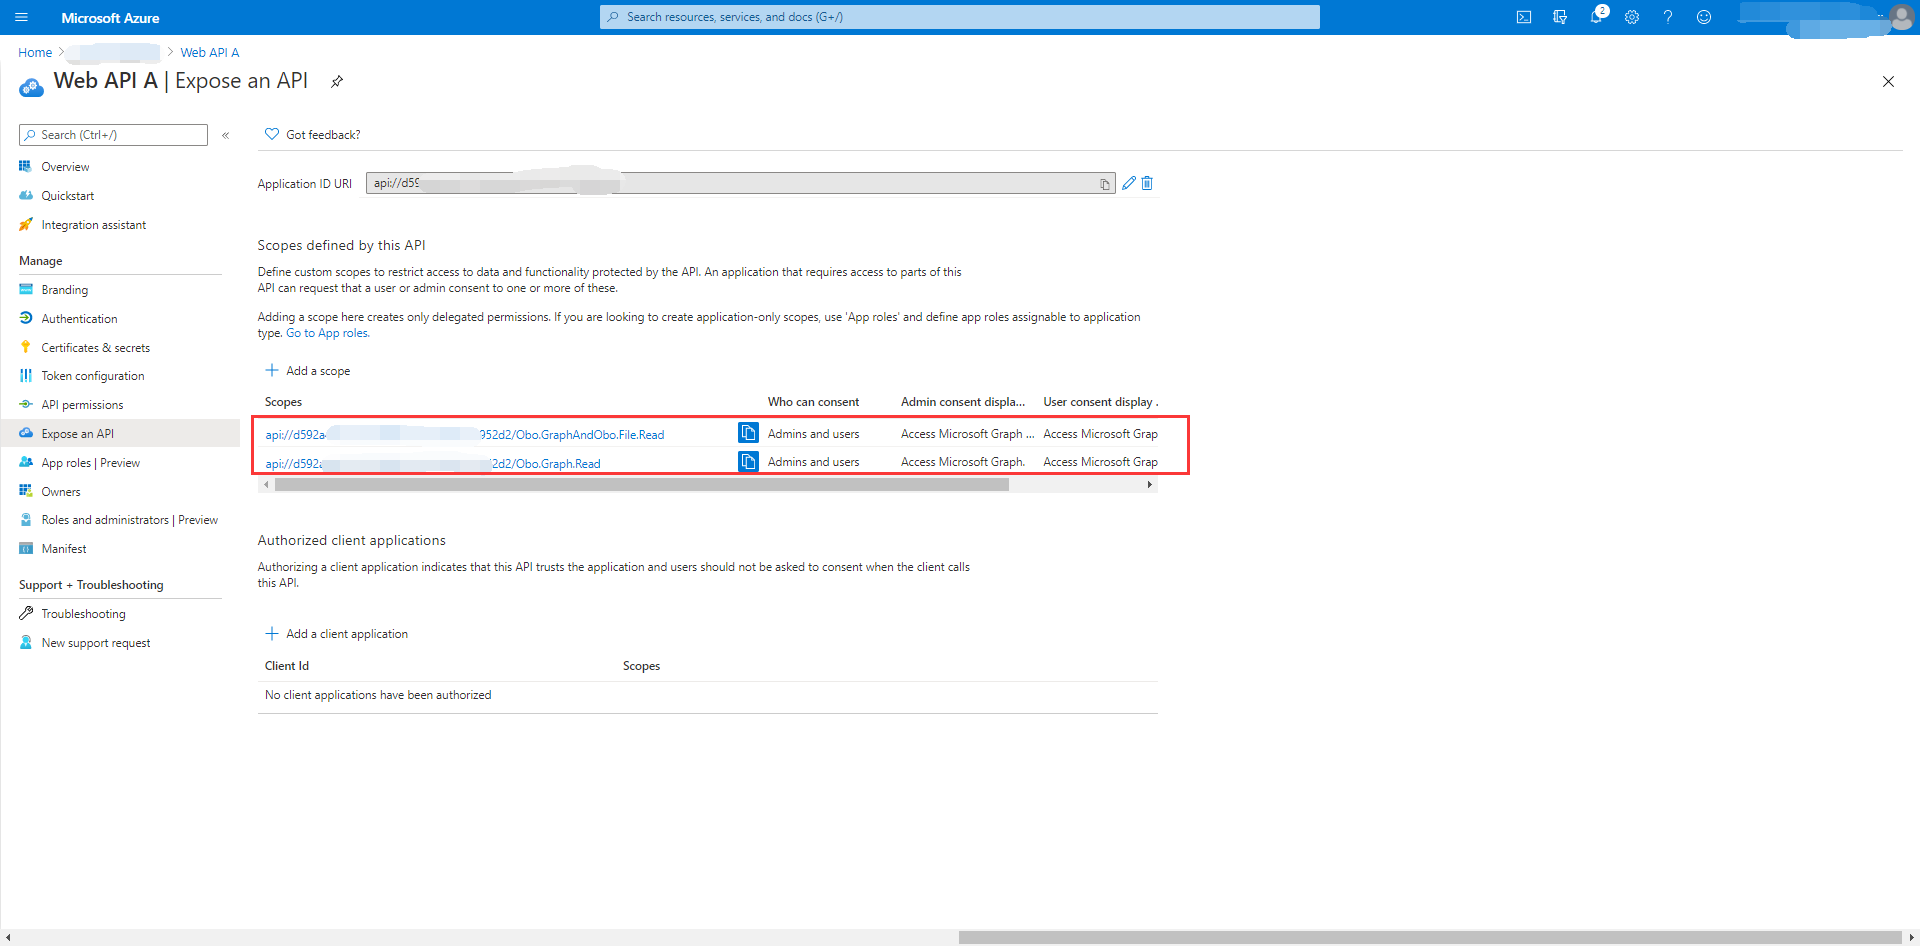 Microsoft Azure
Search resources, services, and docs (G+/)
2
Home > > Web API A
Web API A | Expose an API
Search (Ctrl+/)
«
Got feedback?
Overview
Quickstart
Integration assistant
Manage
Branding
Authentication
Certificates & secrets
Token configuration
API permissions
Expose an API
App roles | Preview
Owners
Roles and administrators | Preview
Manifest
Support + Troubleshooting
Troubleshooting
New support request
Application ID URI
api://d59
Scopes defined by this API
Define custom scopes to restrict access to data and functionality protected by the API. An application that requires access to parts of this
API can request that a user or admin consent to one or more of these.
Adding a scope here creates only delegated permissions. If you are looking to create application-only scopes, use 'App roles' and define app roles assignable to application
type. Go to App roles.
Add a scope
Scopes Who can consent Admin consent displa... User consent display .
api://d592a 952d2/Obo.GraphAndObo.File.Read Admins and users Access Microsoft Graph ... Access Microsoft Grap
api://d592 2d2/Obo.Graph.Read Admins and users Access Microsoft Graph. Access Microsoft Grap
Authorized client applications
Authorizing a client application indicates that this API trusts the application and users should not be asked to consent when the client calls
this API.
Add a client application
Client Id Scopes
No client applications have been authorized